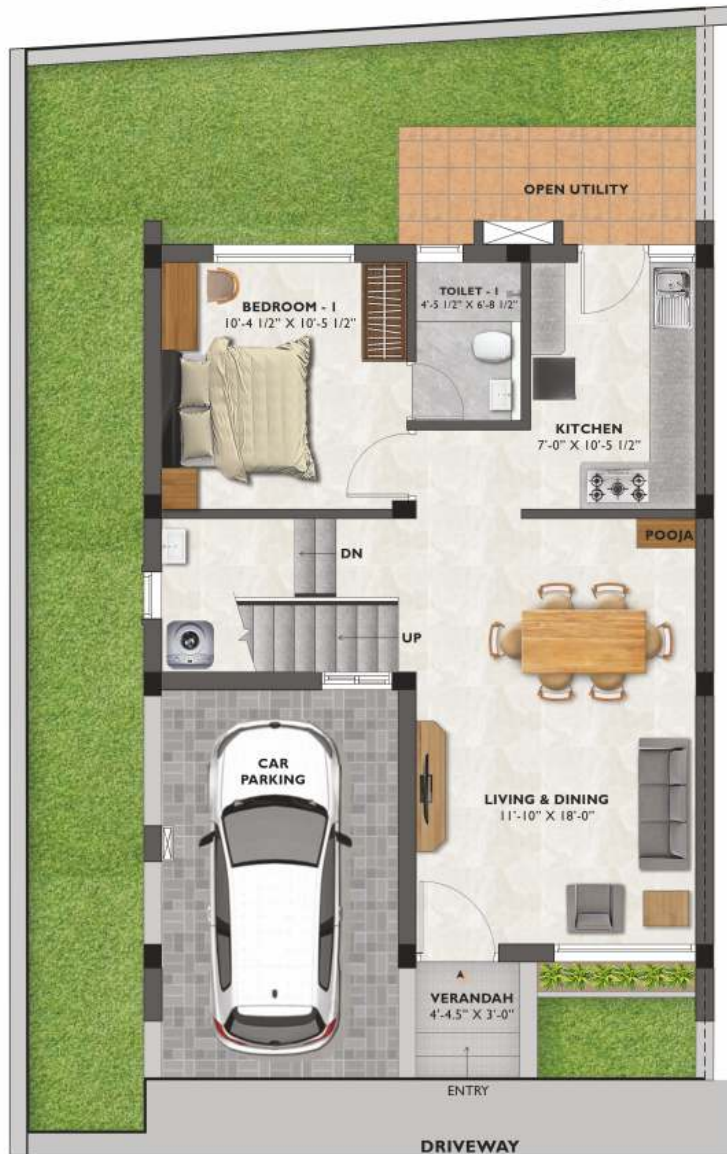 OPEN UTILITY
BEDROOM - 1
10'-4 1/2" X 10'-5 1/2"
TOILET - 1
4'-5 1/2" X 6'-8 1/2"
KITCHEN
7'-0" X 10'-5 1/2"
POOJA
DN
UP
CAR
PARKING
LIVING & DINING
11'-10" X 18'-0"
VERANDAH
4'-4.5" X 3'-0"
ENTRY
DRIVEWAY